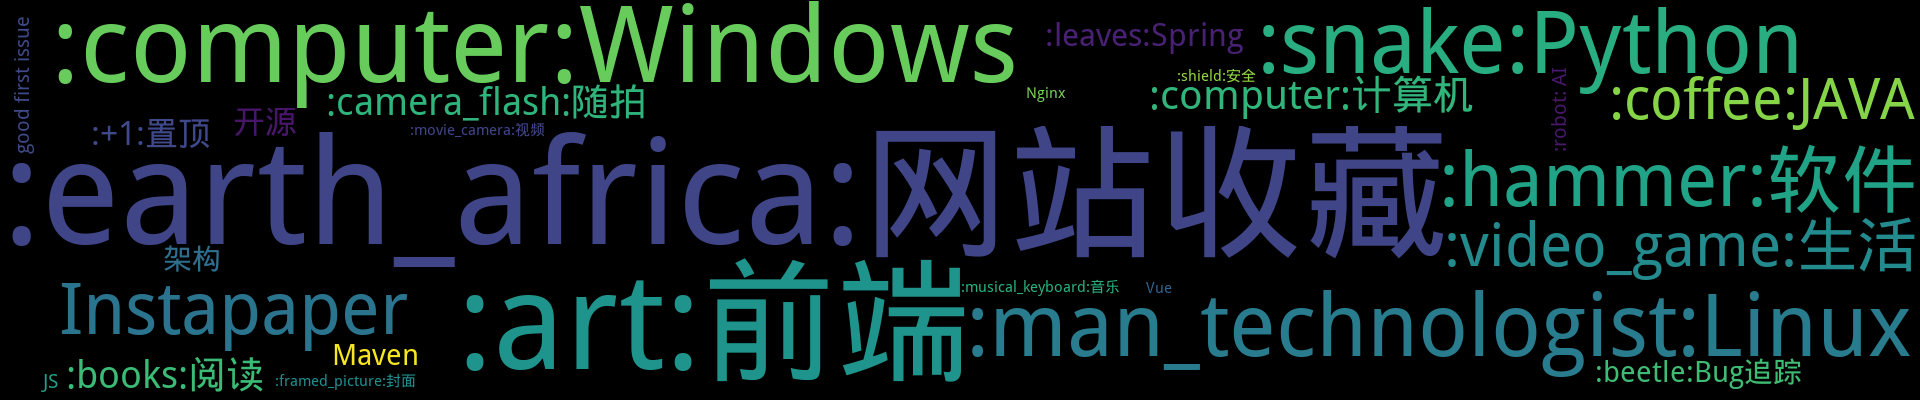 good first issue
:computer:Windows
:leaves:Spring
:snake:Python
:shield:安全
:robot: AI
:camera_flash:随拍
Nginx
:computer:计算机
:coffee:JAVA
:+1:置顶
开源
:movie_camera:视频
:earth_africa:网站收藏
:hammer:软件
:video_game:生活
架构
Instapaper
:art:前端
:musical_keyboard:音乐
Vue
:man_technologist:Linux
Maven
JS
:books:阅读
:framed_picture:封面
:beetle:Bug追踪